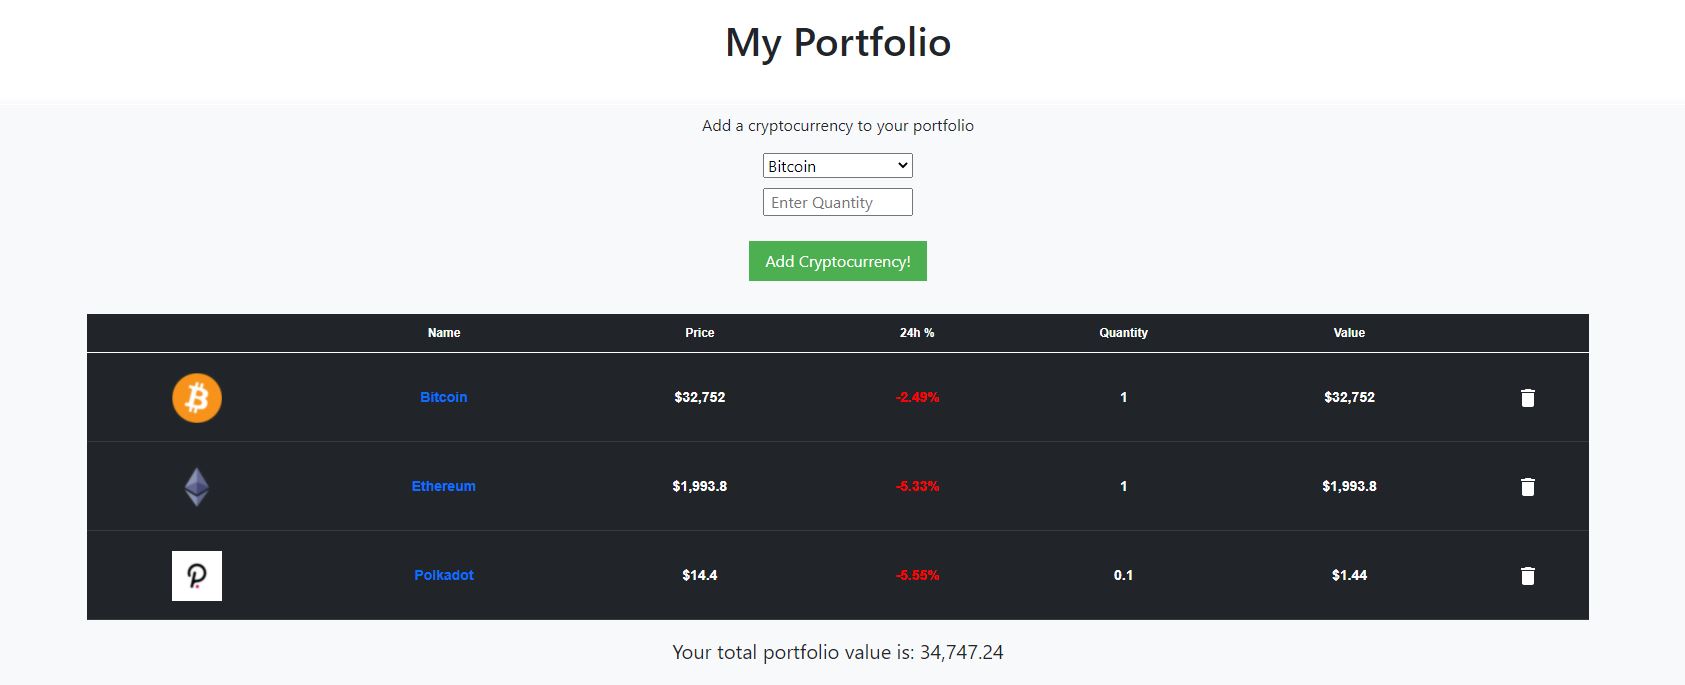 My Portfolio
Add a cryptocurrency to your portfolio
Bitcoin
Enter Quantity
Add Cryptocurrency!
Name Price 24h % Quantity Value
Bitcoin $32,752 -2.49% 1 $32,752
Ethereum $1,993.8 -5.33% 1 $1,993.8
Polkadot $14.4 -5.55% 0.1 $1.44
Your total portfolio value is: 34,747.24